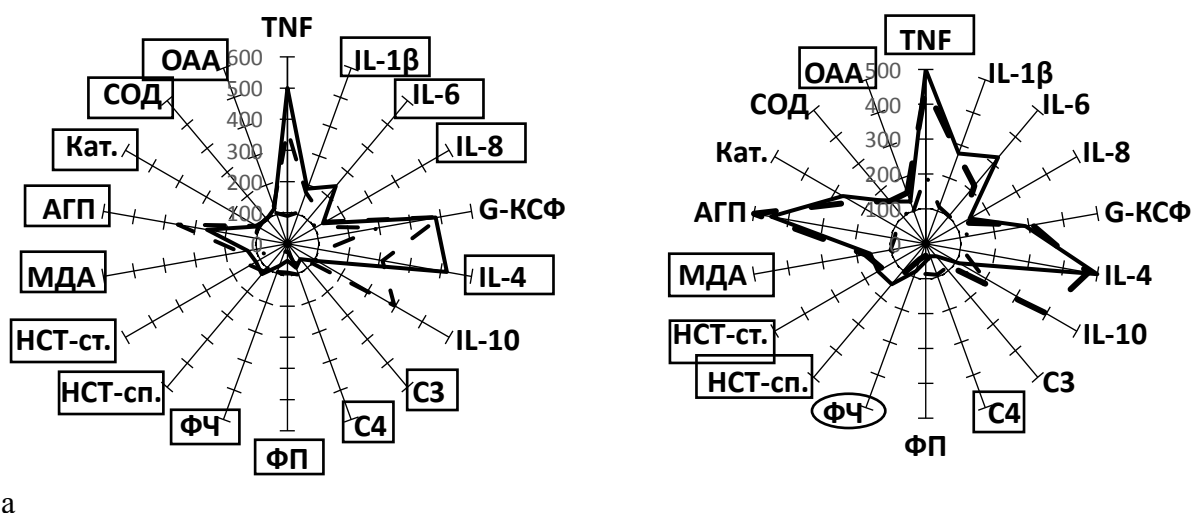 TNF
ОАА
IL-1β
СОД
IL-6
Кат.
IL-8
АГП
G-КСФ
МДА
IL-4
НСТ-ст.
IL-10
НСТ-сп.
С3
ФЧ
С4
ФП
600
500
400
300
200
100
0
TNF
ОАА
IL-1β
СОД
IL-6
Кат.
IL-8
АГП
G-КСФ
МДА
IL-4
НСТ-ст.
IL-10
НСТ-сп.
С3
ФЧ
С4
ФП
500
400
300
200
100
0
а